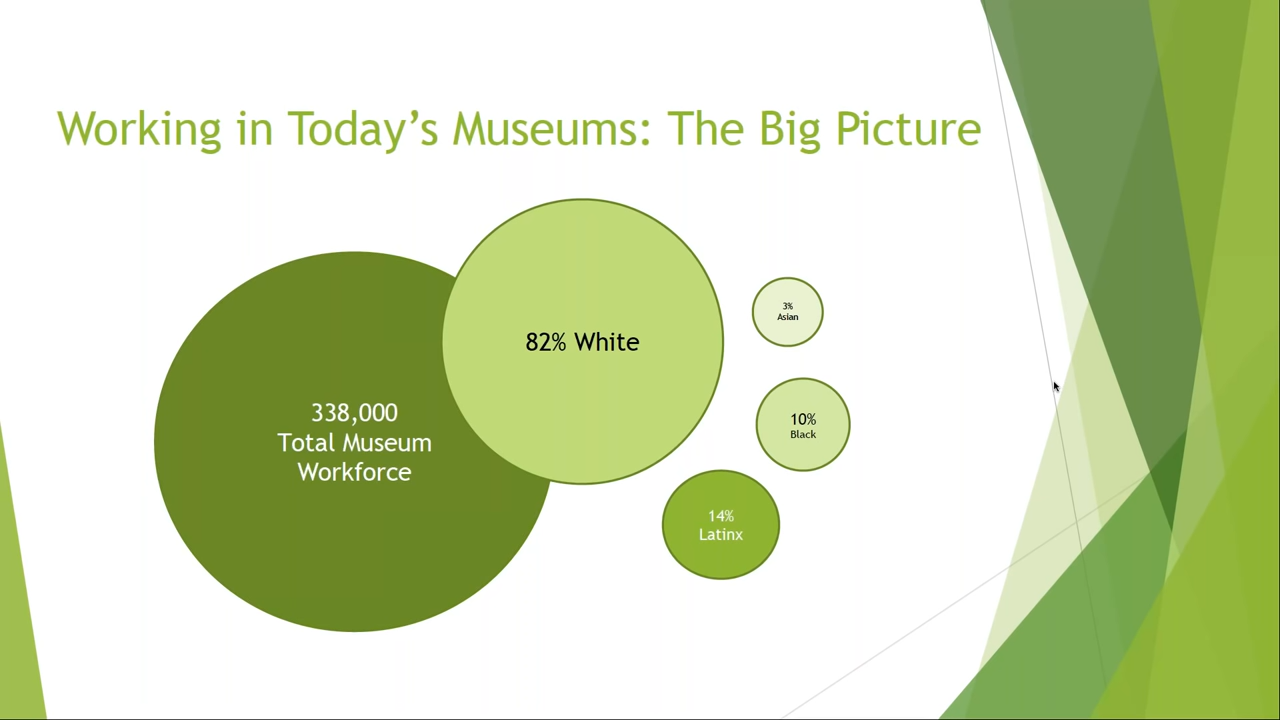 Working in Today’s Museums: The Big Picture
338,000
Total Museum
Workforce
82% White
3%
Asian
10%
Black
14%
Latinx